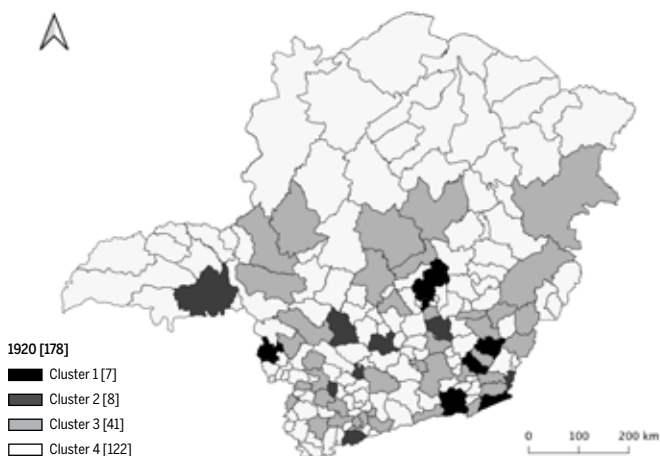 1920 [178]
Cluster 1 [7]
Cluster 2 [8]
Cluster 3 [41]
Cluster 4 [122]
0 100 200 km